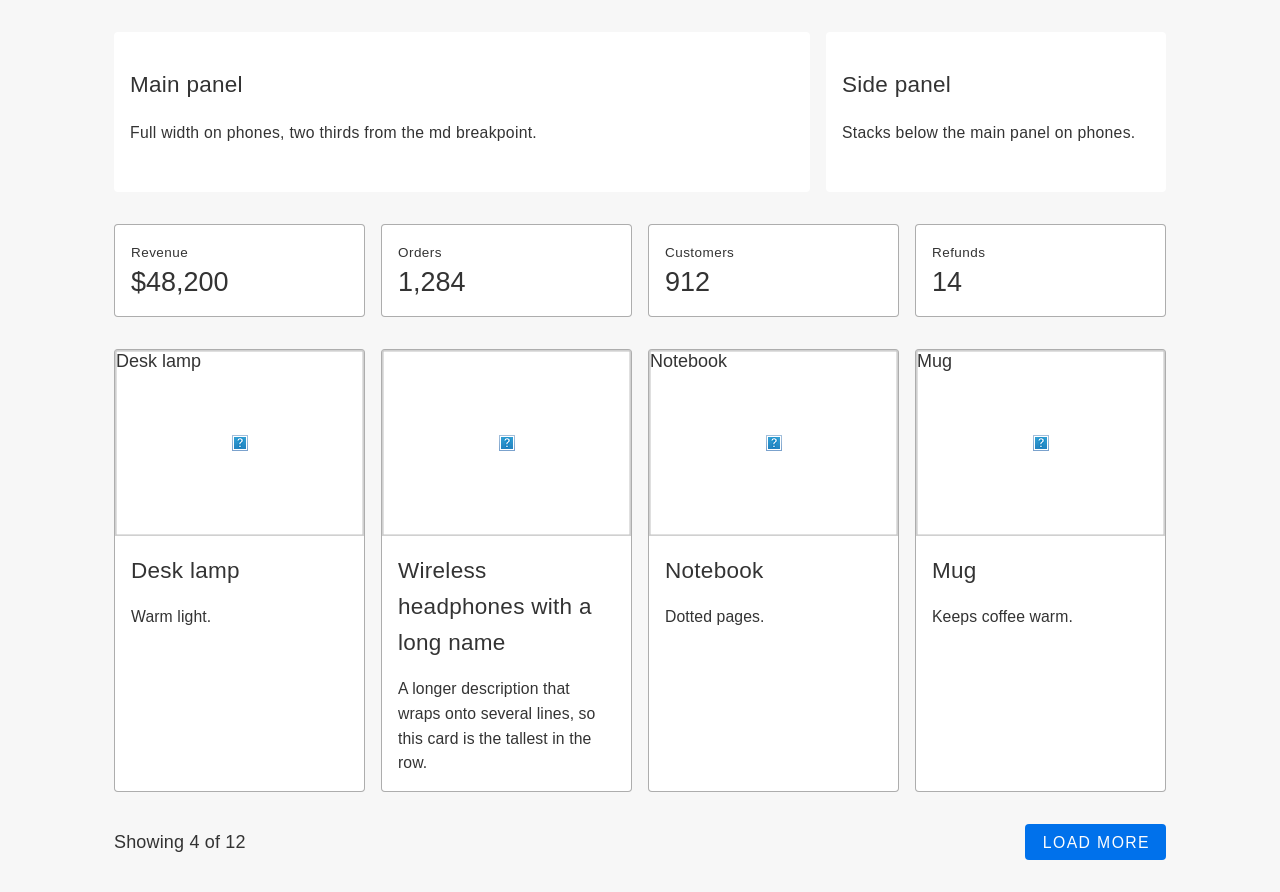 Main panel
Full width on phones, two thirds from the md breakpoint.
Side panel
Stacks below the main panel on phones.
Revenue
$48,200
Orders
1,284
Customers
912
Refunds
14
Desk lamp
?
?
Notebook
?
Mug
?
Desk lamp
Warm light.
Wireless
headphones with a
long name
A longer description that
wraps onto several lines, so
this card is the tallest in the
row.
Notebook
Dotted pages.
Mug
Keeps coffee warm.
Showing 4 of 12
LOAD MORE